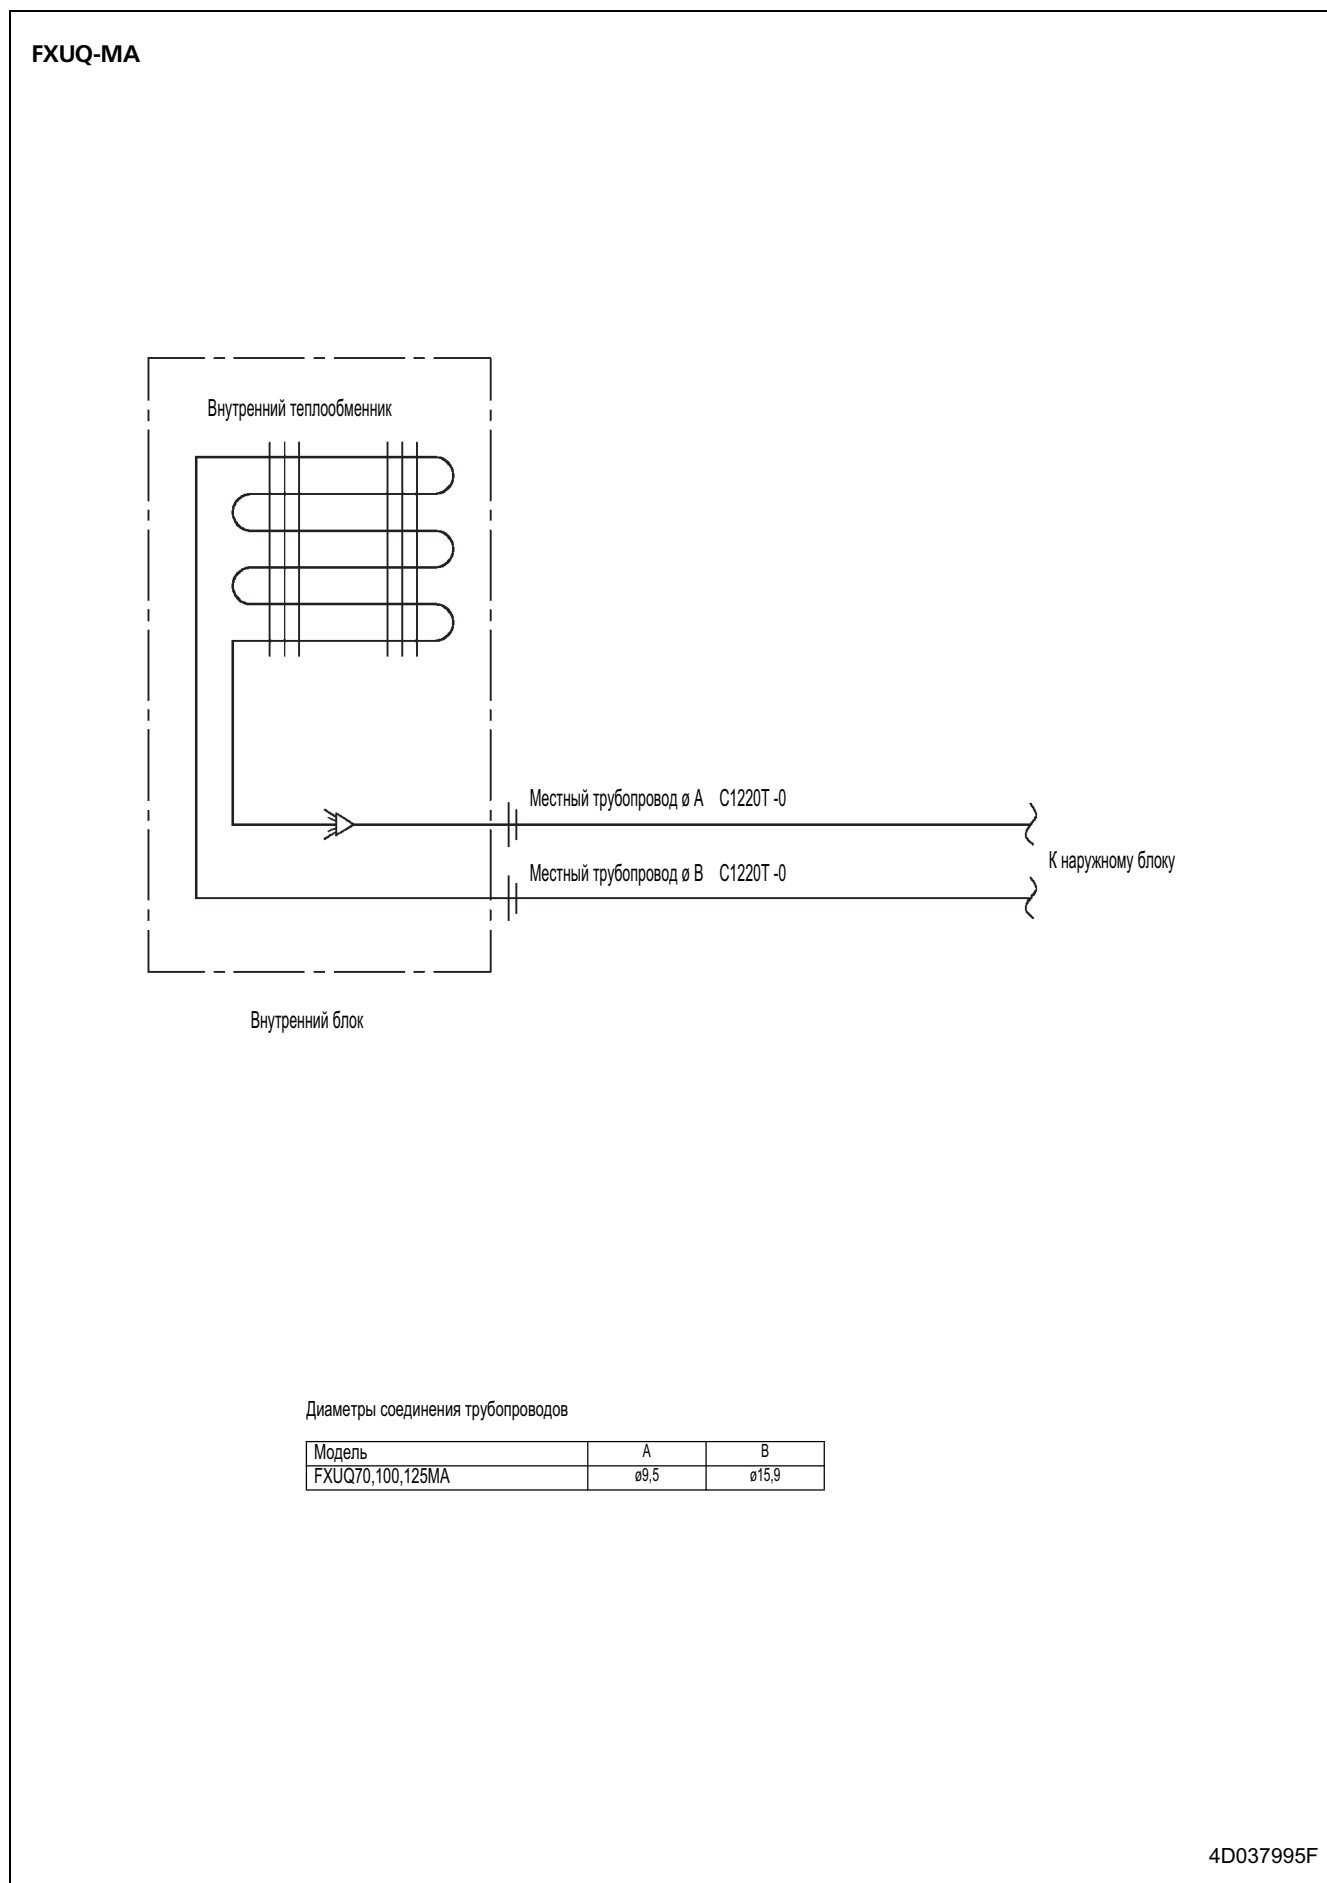 FXUQ-MA
Внутренний теплообменник
Местный трубопровод ø A C1220T -0
К наружному блоку
Местный трубопровод ø B C1220T -0
Внутренний блок
Диаметры соединения трубопроводов
Модель A B
FXUQ70,100,125MA ø9,5 ø15,9
4D037995F